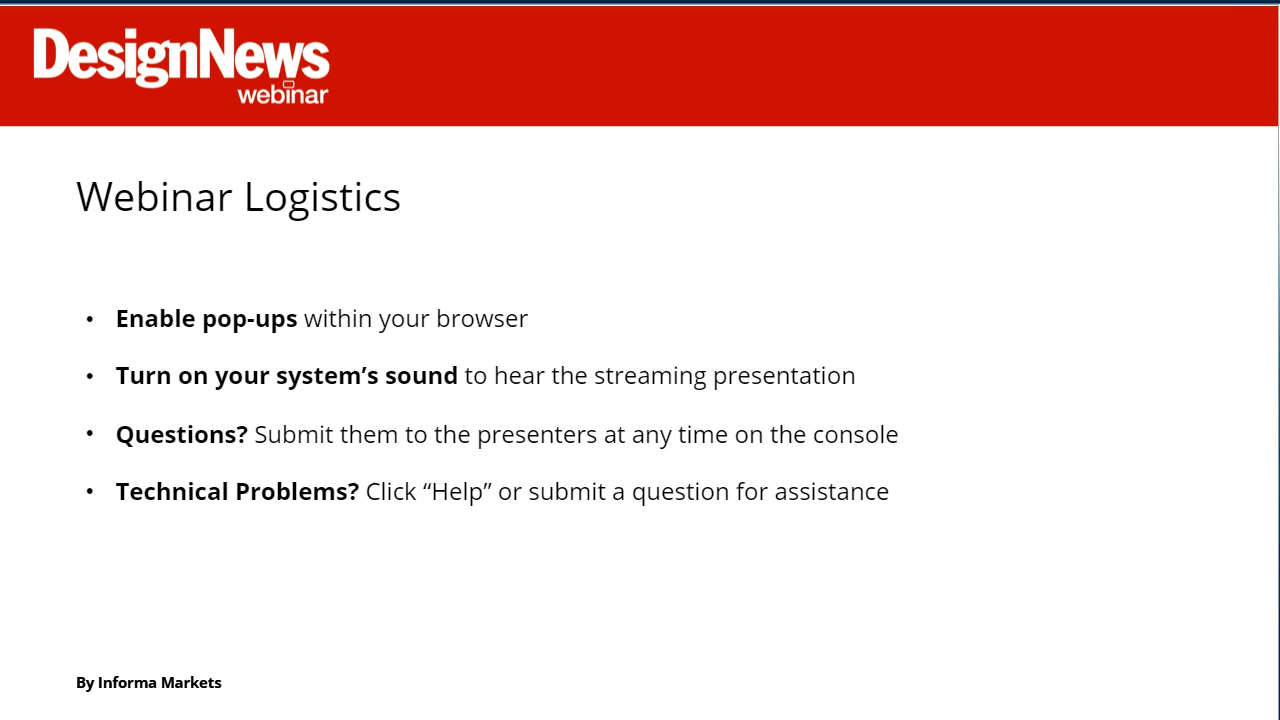 DesignNews
webinar
Webinar Logistics
• Enable pop-ups within your browser
• Turn on your system’s sound to hear the streaming presentation
• Questions? Submit them to the presenters at any time on the console
• Technical Problems? Click “Help” or submit a question for assistance
By Informa Markets